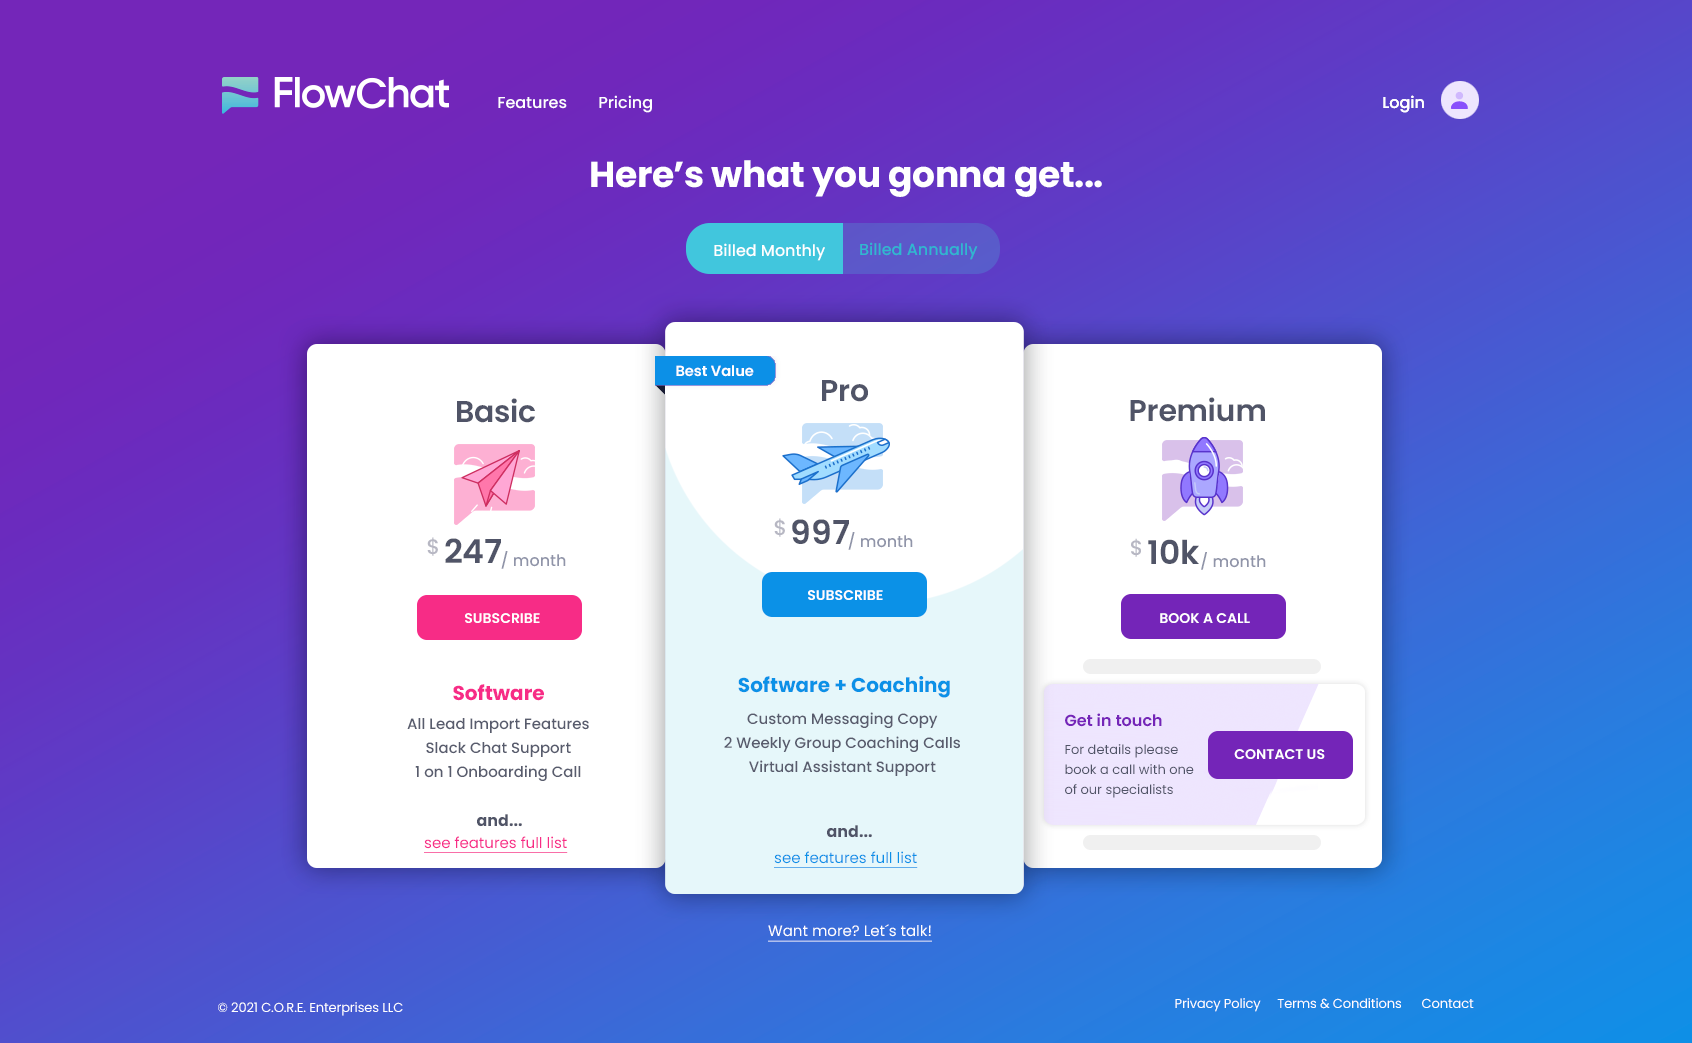 FlowChat
Features
Pricing
Login
Here’s what you gonna get...
Billed Monthly
Billed Annually
Basic
$ 247 / month
SUBSCRIBE
Software
All Lead Import Features
Slack Chat Support
1 on 1 Onboarding Call
and...
see features full list
Best Value
Pro
$ 997 / month
SUBSCRIBE
Software + Coaching
Custom Messaging Copy
2 Weekly Group Coaching Calls
Virtual Assistant Support
and...
see features full list
Premium
$ 10k / month
BOOK A CALL
Get in touch
For details please
book a call with one
of our specialists
CONTACT US
Want more? Let´s talk!
© 2021 C.O.R.E. Enterprises LLC
Privacy Policy
Terms & Conditions
Contact